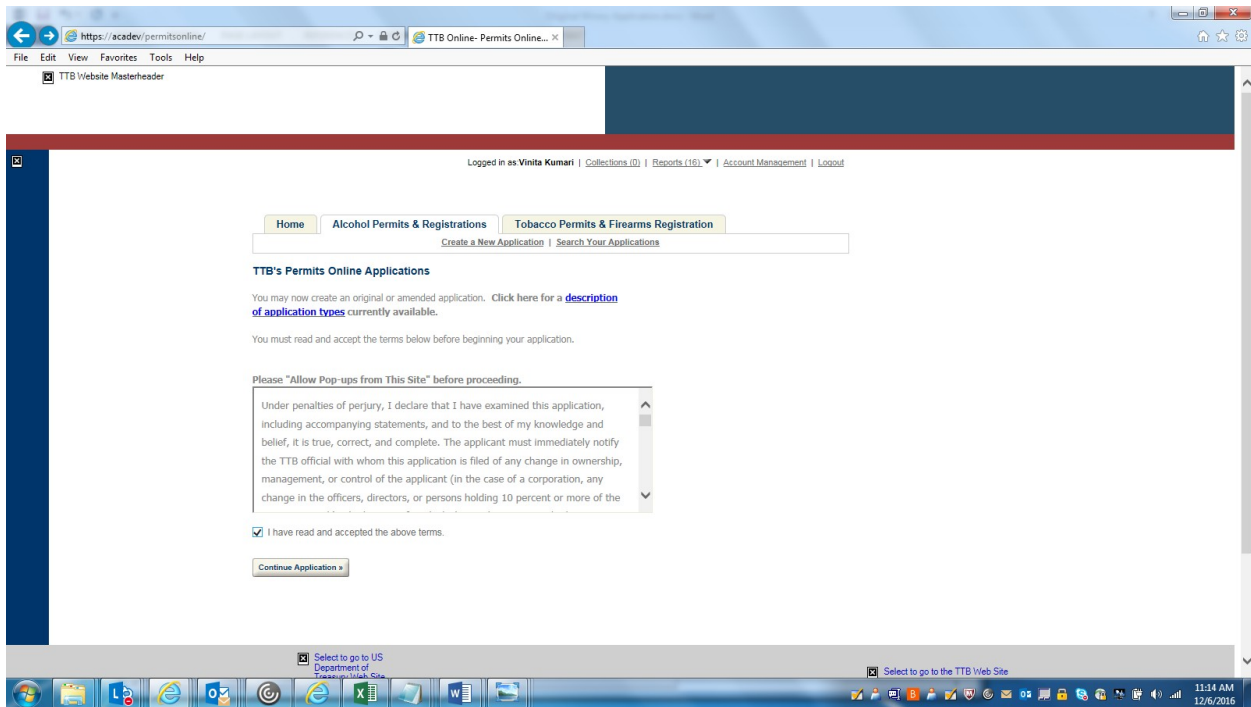 https://acadev/permitsonline/
TTB Online- Permits Online...
File Edit View Favorites Tools Help
TTB Website Masterheader
Logged in as:Vinita Kumari | Collections (0) | Reports (16) | Account Management | Logout
Home Alcohol Permits & Registrations Tobacco Permits & Firearms Registration
Create a New Application | Search Your Applications
TTB's Permits Online Applications
You may now create an original or amended application. Click here for a description
of application types currently available.
You must read and accept the terms below before beginning your application.
Please "Allow Pop-ups from This Site" before proceeding.
Under penalties of perjury, I declare that I have examined this application,
including accompanying statements, and to the best of my knowledge and
belief, it is true, correct, and complete. The applicant must immediately notify
the TTB official with whom this application is filed of any change in ownership,
management, or control of the applicant (in the case of a corporation, any
change in the officers, directors, or persons holding 10 percent or more of the
I have read and accepted the above terms.
Continue Application »
Select to go to US
Department of
Treasury Web Site
Select to go to the TTB Web Site
11:14 AM
12/6/2016